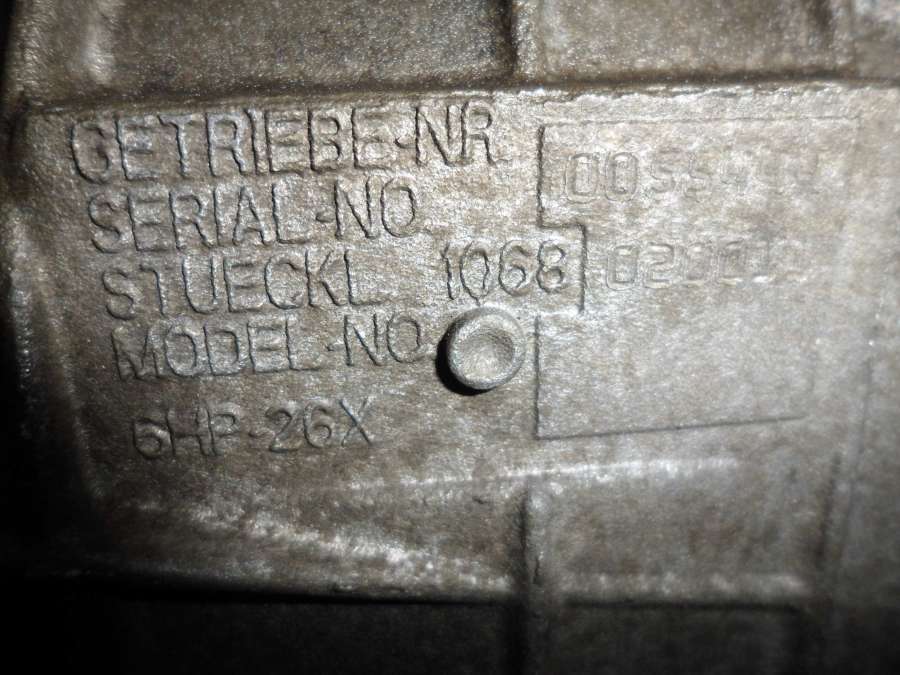 GETRIEBE-NR.
SERIAL-NO.
STUECKL. 1068
MODEL-NO.
6HP-26X